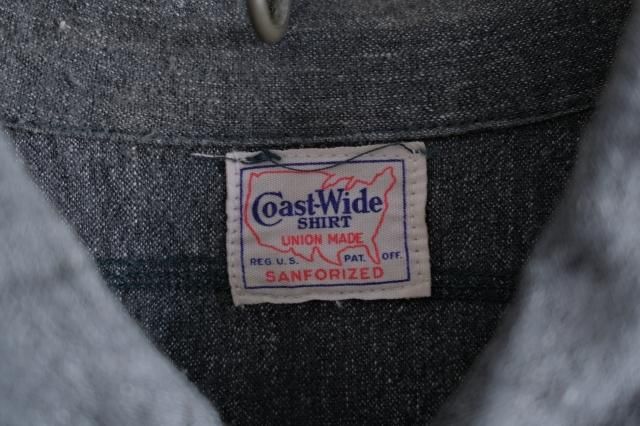 Coast-Wide
SHIRT
UNION MADE
REG. U.S. PAT. OFF.
SANFORIZED